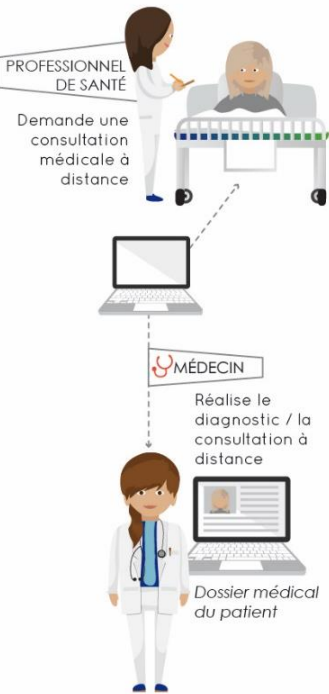 PROFESSIONNEL
DE SANTÉ
Demande une
consultation
médicale à
distance
MÉDECIN
Réalise le
diagnostic / la
consultation à
distance
Dossier médical
du patient